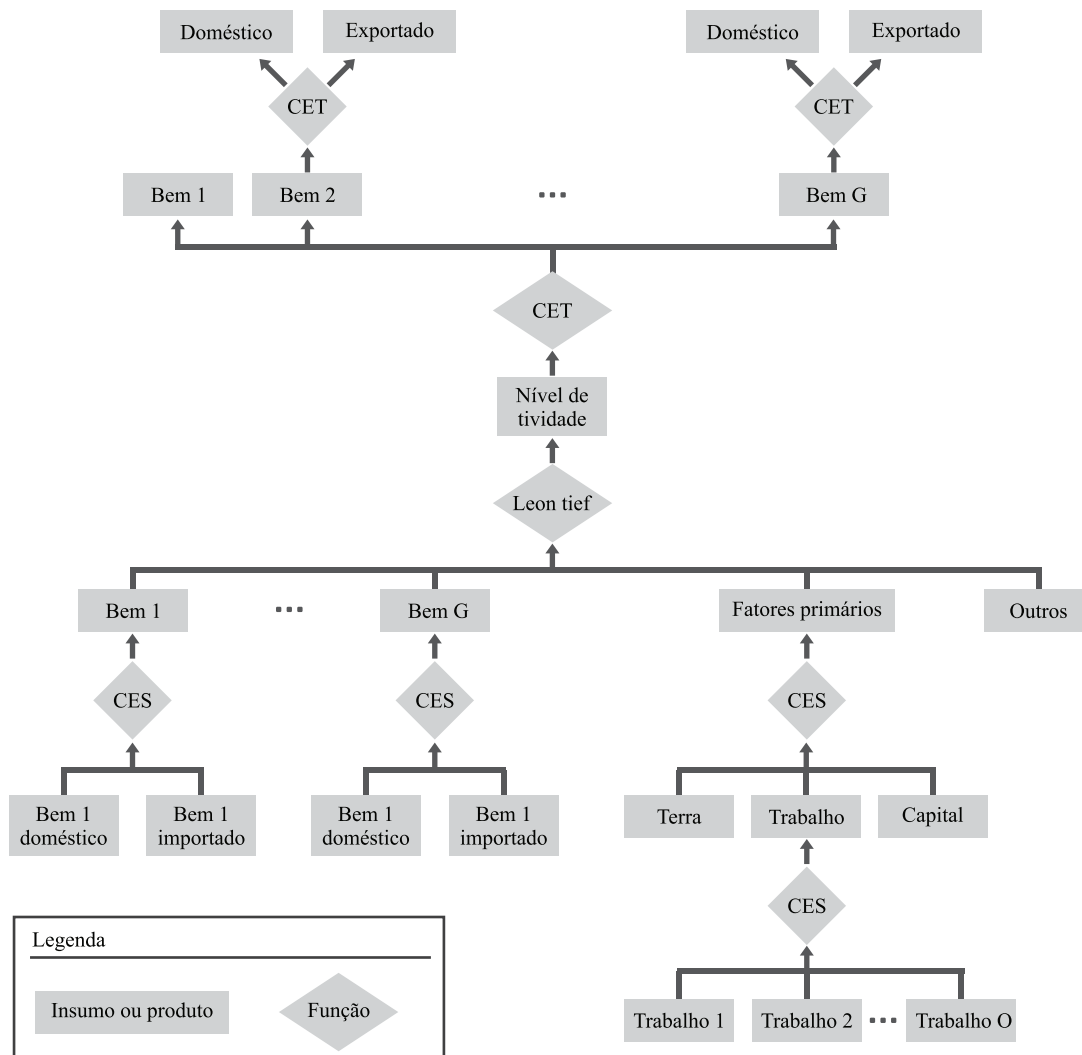 Doméstico
Exportado
Doméstico
Exportado
CET
CET
Bem 1
Bem 2
...
Bem G
CET
Nível de
tividade
Leon tief
Bem 1
...
Bem G
Fatores primários
Outros
CES
CES
CES
Bem 1
doméstico
Bem 1
importado
Bem 1
doméstico
Bem 1
importado
Terra
Trabalho
Capital
CES
Legenda
Insumo ou produto
Função
Trabalho 1
Trabalho 2
...
Trabalho O